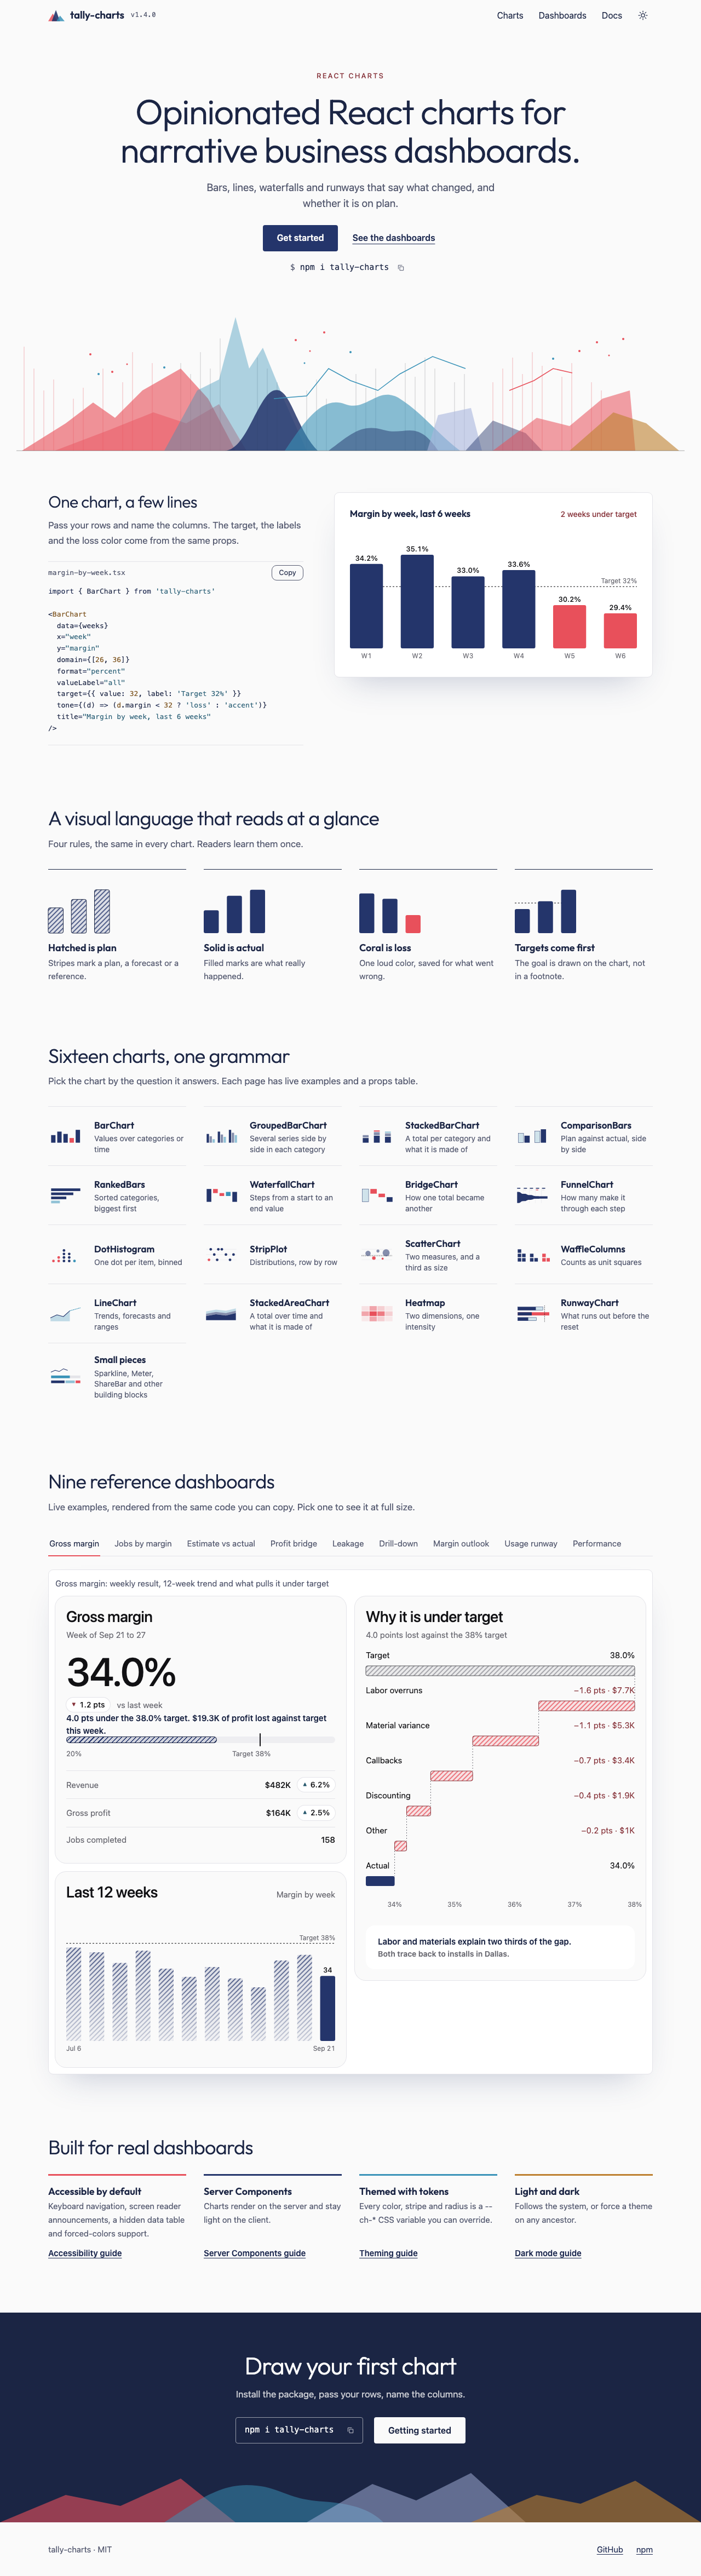 tally-charts v1.4.0
Charts Dashboards Docs
REACT CHARTS
Opinionated React charts for
narrative business dashboards.
Bars, lines, waterfalls and runways that say what changed, and
whether it is on plan.
Get started See the dashboards
$ npm i tally-charts
One chart, a few lines
Pass your rows and name the columns. The target, the labels
and the loss color come from the same props.
margin-by-week.tsx Copy
import { BarChart } from 'tally-charts'
<BarChart
data={weeks}
x="week"
y="margin"
domain={[26, 36]}
format="percent"
valueLabel="all"
target={{ value: 32, label: 'Target 32%' }}
tone={(d) => (d.margin < 32 ? 'loss' : 'accent')}
title="Margin by week, last 6 weeks"
/>
Margin by week, last 6 weeks 2 weeks under target
34.2% 35.1% 33.0% 33.6% 30.2% 29.4%
Target 32%
W1 W2 W3 W4 W5 W6
A visual language that reads at a glance
Four rules, the same in every chart. Readers learn them once.
Hatched is plan
Stripes mark a plan, a forecast or a
reference.
Solid is actual
Filled marks are what really
happened.
Coral is loss
One loud color, saved for what went
wrong.
Targets come first
The goal is drawn on the chart, not
in a footnote.
Sixteen charts, one grammar
Pick the chart by the question it answers. Each page has live examples and a props table.
BarChart
Values over categories or
time
GroupedBarChart
Several series side by
side in each category
StackedBarChart
A total per category and
what it is made of
ComparisonBars
Plan against actual, side
by side
RankedBars
Sorted categories,
biggest first
WaterfallChart
Steps from a start to an
end value
BridgeChart
How one total became
another
FunnelChart
How many make it
through each step
DotHistogram
One dot per item, binned
StripPlot
Distributions, row by row
ScatterChart
Two measures, and a
third as size
WaffleColumns
Counts as unit squares
LineChart
Trends, forecasts and
ranges
StackedAreaChart
A total over time and
what it is made of
Heatmap
Two dimensions, one
intensity
RunwayChart
What runs out before the
reset
Small pieces
Sparkline, Meter,
ShareBar and other
building blocks
Nine reference dashboards
Live examples, rendered from the same code you can copy. Pick one to see it at full size.
Gross margin Jobs by margin Estimate vs actual Profit bridge Leakage Drill-down Margin outlook Usage runway Performance
Gross margin: weekly result, 12-week trend and what pulls it under target
Gross margin
Week of Sep 21 to 27
34.0%
▼ 1.2 pts vs last week
4.0 pts under the 38.0% target. $19.3K of profit lost against target
this week.
20% Target 38%
Revenue $482K ▲ 6.2%
Gross profit $164K ▲ 2.5%
Jobs completed 158
Last 12 weeks Margin by week
Target 38%
34
Jul 6 Sep 21
Why it is under target
4.0 points lost against the 38% target
Target 38.0%
Labor overruns −1.6 pts · $7.7K
Material variance −1.1 pts · $5.3K
Callbacks −0.7 pts · $3.4K
Discounting −0.4 pts · $1.9K
Other −0.2 pts · $1K
Actual 34.0%
34% 35% 36% 37% 38%
Labor and materials explain two thirds of the gap.
Both trace back to installs in Dallas.
Built for real dashboards
Accessible by default
Keyboard navigation, screen reader
announcements, a hidden data table
and forced-colors support.
Accessibility guide
Server Components
Charts render on the server and stay
light on the client.
Server Components guide
Themed with tokens
Every color, stripe and radius is a --
ch-* CSS variable you can override.
Theming guide
Light and dark
Follows the system, or force a theme
on any ancestor.
Dark mode guide
Draw your first chart
Install the package, pass your rows, name the columns.
npm i tally-charts Getting started
tally-charts · MIT GitHub npm